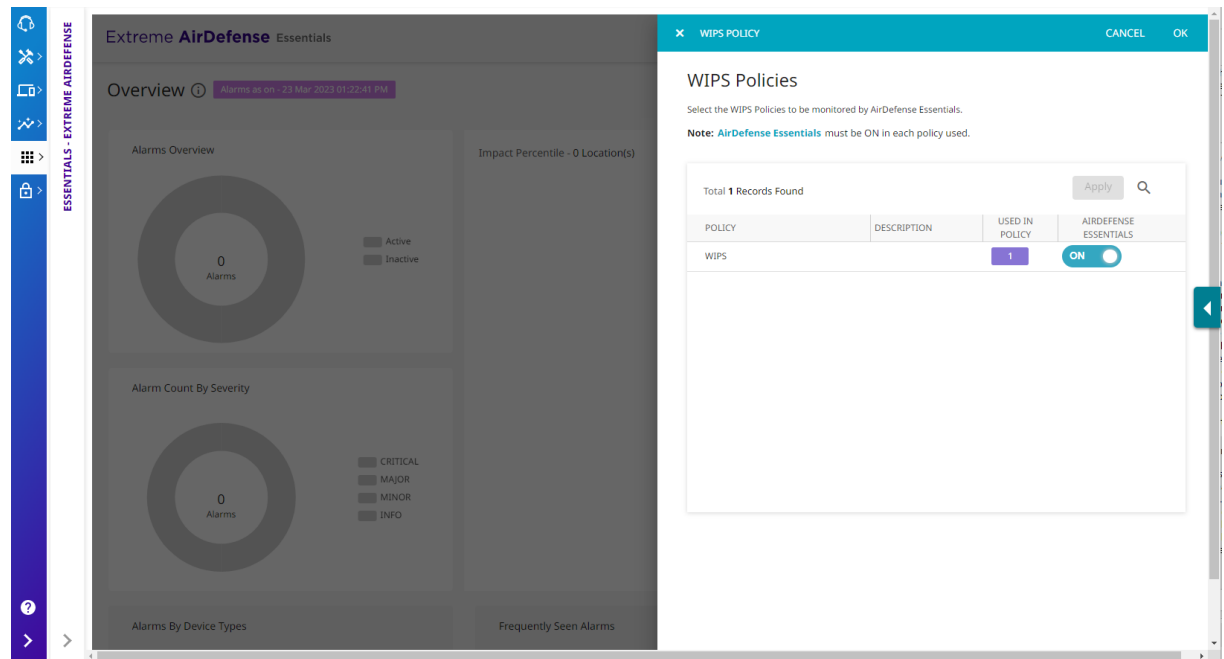 ESSENTIALS - EXTREME AIRDEFENSE
Extreme AirDefense Essentials
Overview
Alarms as on - 23 Mar 2023 01:22:41 PM
Alarms Overview
0
Alarms
Active
Inactive
Impact Percentile - 0 Location(s)
Alarm Count By Severity
0
Alarms
CRITICAL
MAJOR
MINOR
INFO
Alarms By Device Types
Frequently Seen Alarms
WIPS POLICY
CANCEL
OK
WIPS Policies
Select the WIPS Policies to be monitored by AirDefense Essentials.
Note: AirDefense Essentials must be ON in each policy used.
Total 1 Records Found
Apply
POLICY
DESCRIPTION
USED IN
POLICY
AIRDEFENSE
ESSENTIALS
WIPS
1
ON